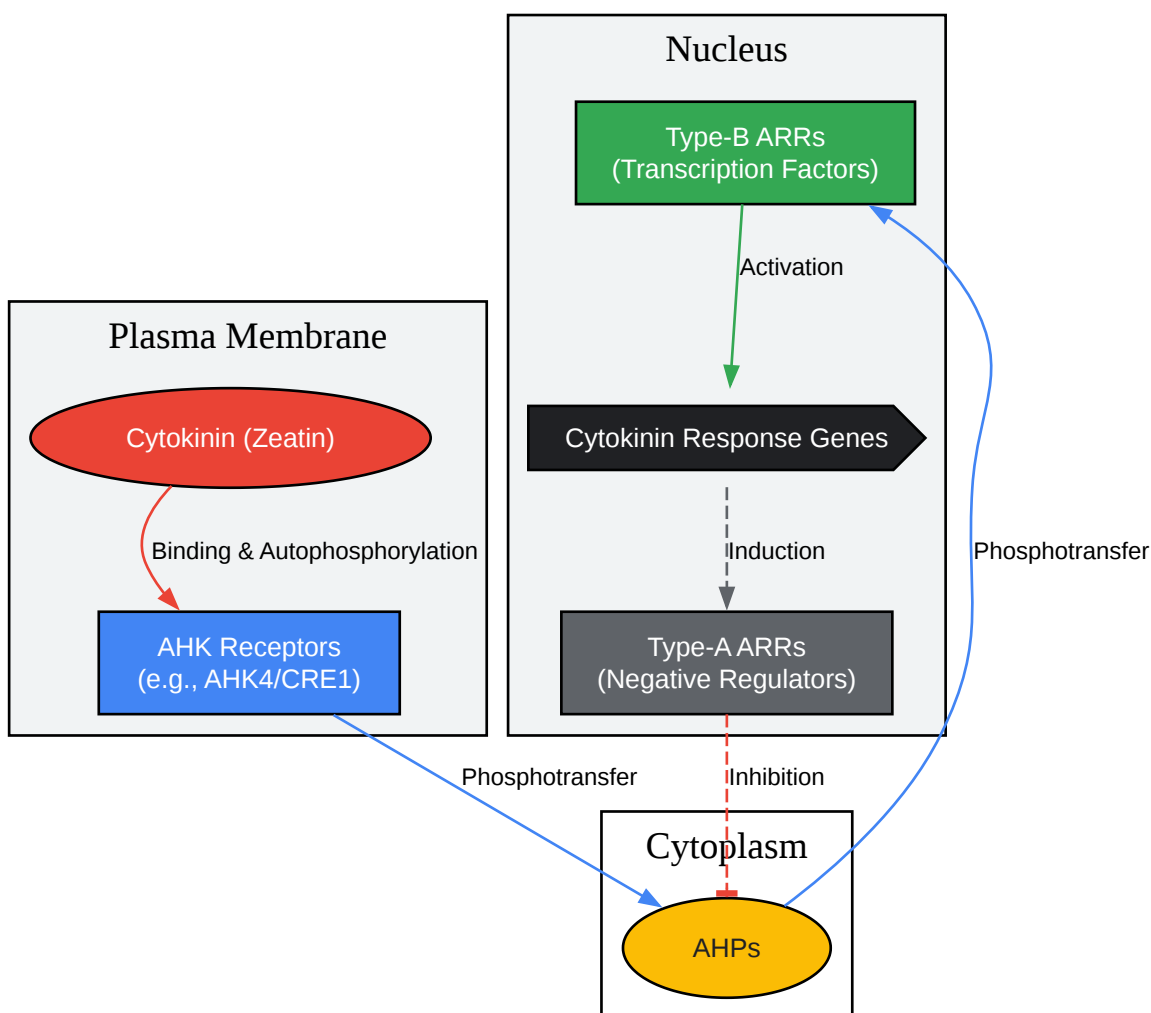 Nucleus
Type-B ARRs
(Transcription Factors)
Activation
Plasma Membrane
Cytokinin (Zeatin)
Cytokinin Response Genes
Binding & Autophosphorylation
Induction
Phosphotransfer
AHK Receptors
(e.g., AHK4/CRE1)
Type-A ARRs
(Negative Regulators)
Phosphotransfer
Inhibition
Cytoplasm
AHPs